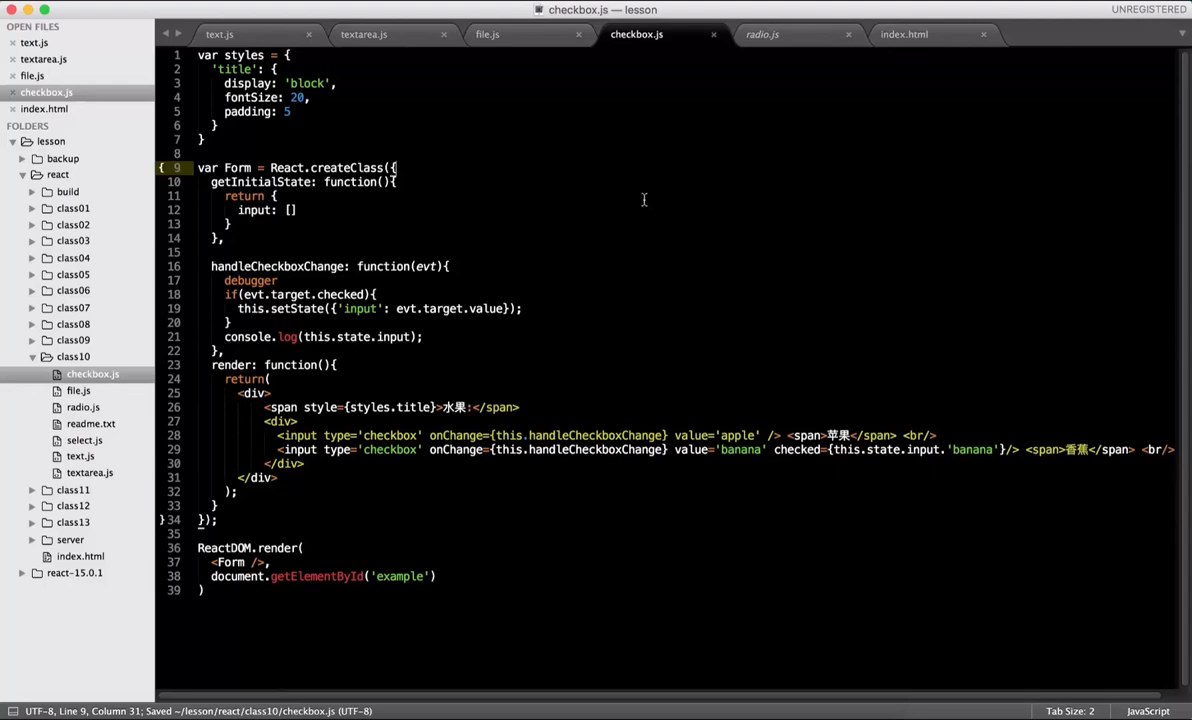 checkbox.js — lesson
UNREGISTERED
OPEN FILES
text.js
textarea.js
file.js
checkbox.js
index.html
FOLDERS
lesson
backup
react
build
class01
class02
class03
class04
class05
class06
class07
class08
class09
class10
checkbox.js
file.js
radio.js
readme.txt
select.js
text.js
textarea.js
class11
class12
class13
server
index.html
react-15.0.1
text.js textarea.js file.js checkbox.js radio.js index.html
1 var styles = {
2 'title': {
3 display: 'block',
4 fontSize: 20,
5 padding: 5
6 }
7 }
8
{ 9 var Form = React.createClass({
10 getInitialState: function(){
11 return {
12 input: []
13 }
14 },
15
16 handleCheckboxChange: function(evt){
17 debugger
18 if(evt.target.checked){
19 this.setState({'input': evt.target.value});
20 }
21 console.log(this.state.input);
22 },
23 render: function(){
24 return(
25 <div>
26 <span style={styles.title}>水果:</span>
27 <div>
28 <input type='checkbox' onChange={this.handleCheckboxChange} value='apple' /> <span>苹果</span> <br/>
29 <input type='checkbox' onChange={this.handleCheckboxChange} value='banana' checked={this.state.input.'banana'}/> <span>香蕉</span> <br/>
30 </div>
31 </div>
32 );
33 }
}34 });
35
36 ReactDOM.render(
37 <Form />,
38 document.getElementById('example')
39 )
UTF-8, Line 9, Column 31; Saved ~/lesson/react/class10/checkbox.js (UTF-8)
Tab Size: 2
JavaScript